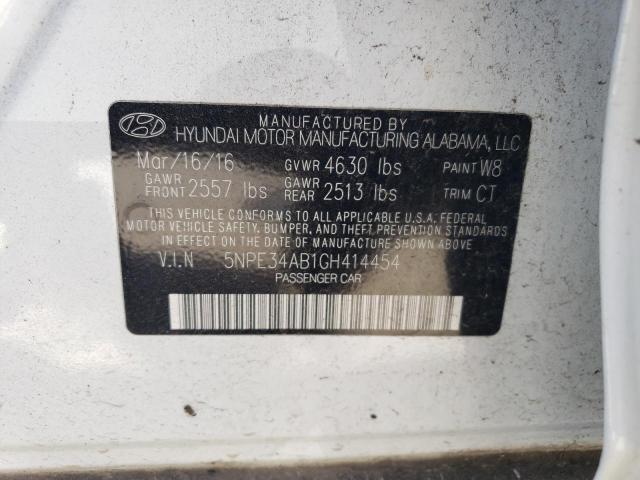 MANUFACTURED BY
HYUNDAI MOTOR MANUFACTURING ALABAMA, LLC
Mar/16/16 GVWR 4630 lbs PAINT W8
GAWR FRONT 2557 lbs GAWR REAR 2513 lbs TRIM CT
THIS VEHICLE CONFORMS TO ALL APPLICABLE U.S.A. FEDERAL
MOTOR VEHICLE SAFETY, BUMPER, AND THEFT PREVENTION
STANDARDS IN EFFECT ON THE DATE OF MANUFACTURE SHOWN ABOVE.
V.I.N 5NPE34AB1GH414454
PASSENGER CAR